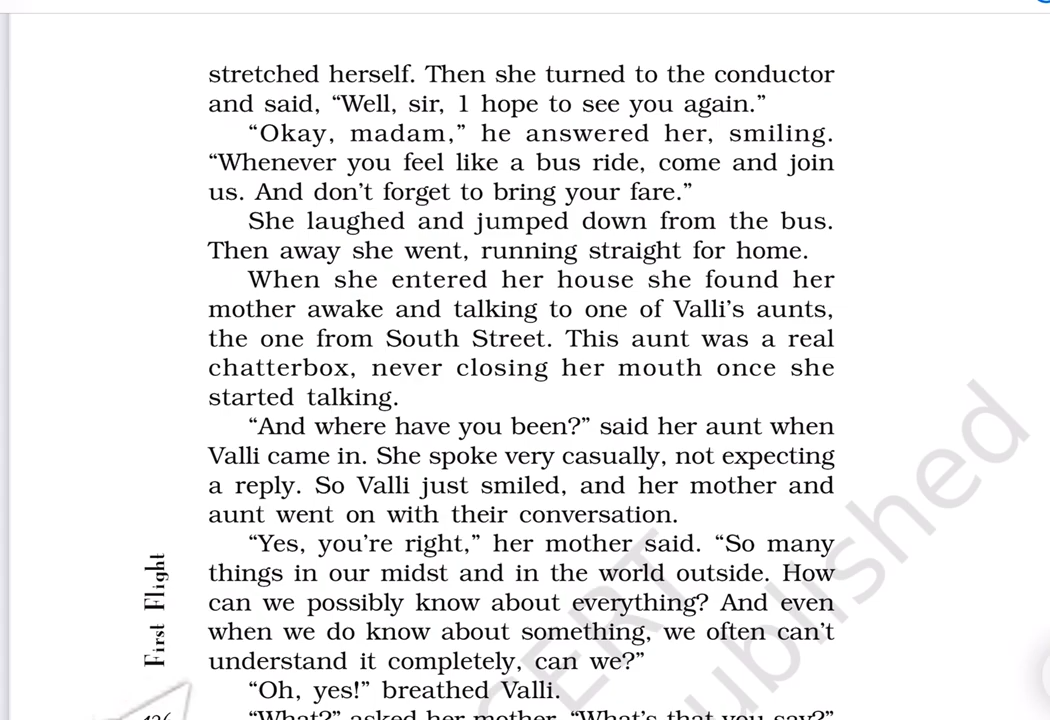 stretched herself. Then she turned to the conductor
and said, “Well, sir, 1 hope to see you again.”
“Okay, madam,” he answered her, smiling.
“Whenever you feel like a bus ride, come and join
us. And don’t forget to bring your fare.”
She laughed and jumped down from the bus.
Then away she went, running straight for home.
When she entered her house she found her
mother awake and talking to one of Valli’s aunts,
the one from South Street. This aunt was a real
chatterbox, never closing her mouth once she
started talking.
“And where have you been?” said her aunt when
Valli came in. She spoke very casually, not expecting
a reply. So Valli just smiled, and her mother and
aunt went on with their conversation.
“Yes, you’re right,” her mother said. “So many
things in our midst and in the world outside. How
can we possibly know about everything? And even
when we do know about something, we often can’t
understand it completely, can we?”
“Oh, yes!” breathed Valli.
“What?” asked her mother. “What’s that you say?”
First Flight